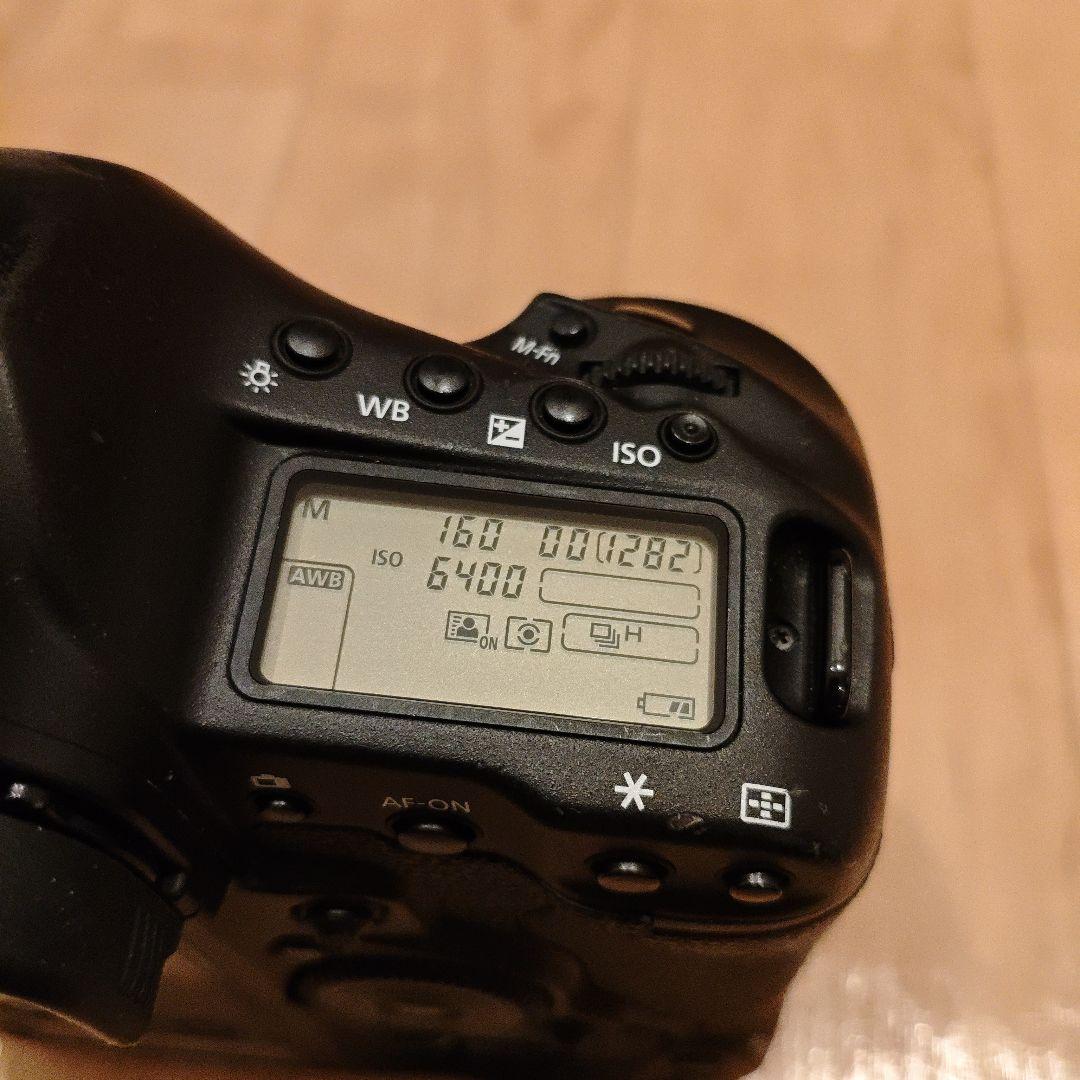 M-Fn
WB
ISO
M 160 00(1282)
ISO 6400
AWB
ON H
AF-ON